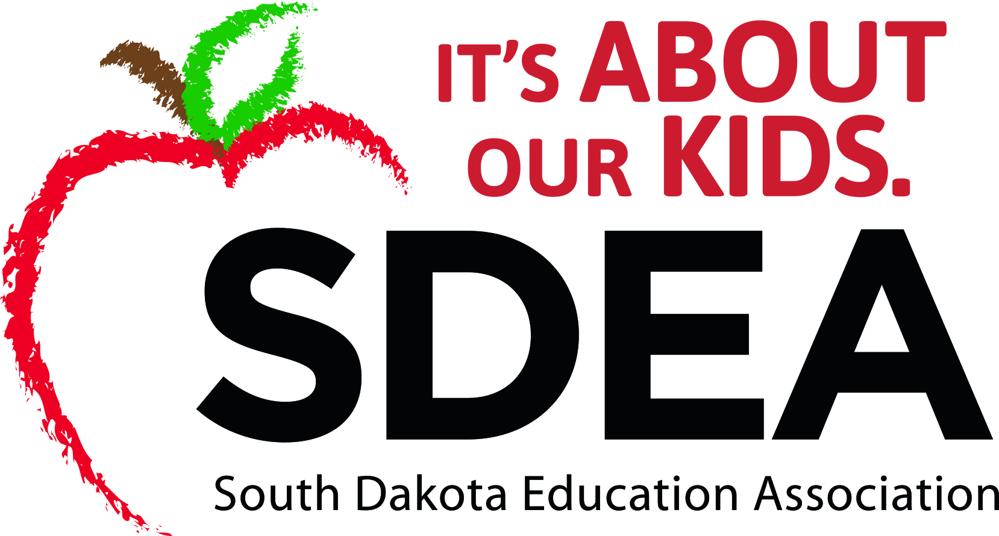 IT'S ABOUT
OUR KIDS.
SDEA
South Dakota Education Association